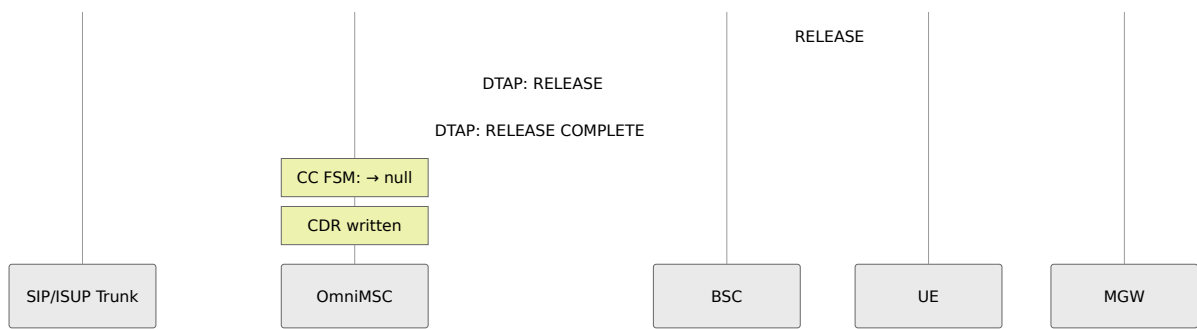 RELEASE
DTAP: RELEASE
DTAP: RELEASE COMPLETE
CC FSM: → null
CDR written
SIP/ISUP Trunk
OmniMSC
BSC
UE
MGW